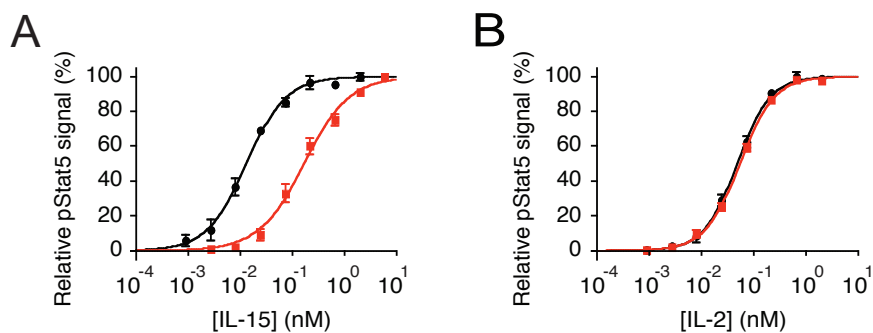 A
Relative pStat5 signal (%)
100
80
60
40
20
0
10⁻⁴ 10⁻³ 10⁻² 10⁻¹ 10⁰ 10¹
[IL-15] (nM)
B
Relative pStat5 signal (%)
100
80
60
40
20
0
10⁻⁴ 10⁻³ 10⁻² 10⁻¹ 10⁰ 10¹
[IL-2] (nM)